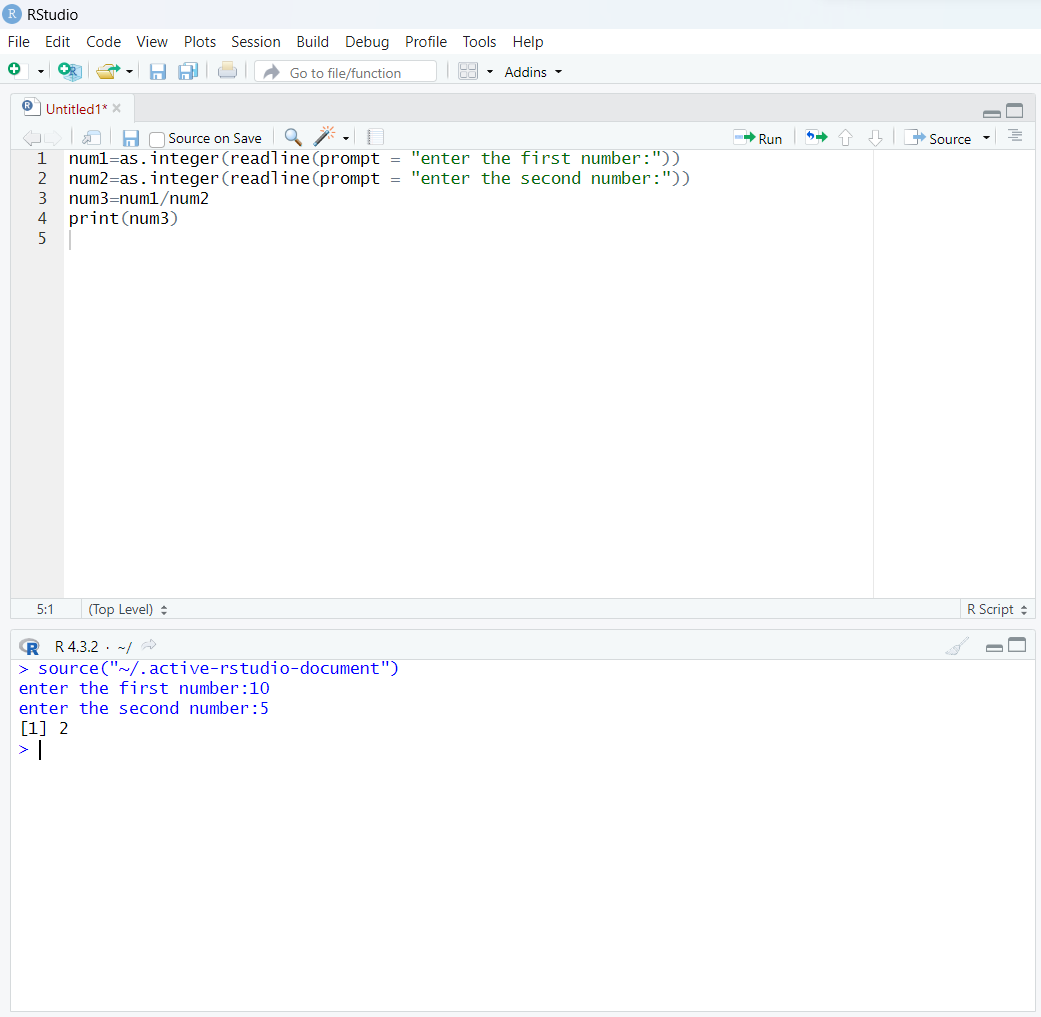 RStudio
File Edit Code View Plots Session Build Debug Profile Tools Help
Go to file/function Addins
Untitled1*
Source on Save Run Source
1 num1=as.integer(readline(prompt = "enter the first number:"))
2 num2=as.integer(readline(prompt = "enter the second number:"))
3 num3=num1/num2
4 print(num3)
5
5:1 (Top Level) R Script
R R 4.3.2 · ~/
> source("~/.active-rstudio-document")
enter the first number:10
enter the second number:5
[1] 2
>